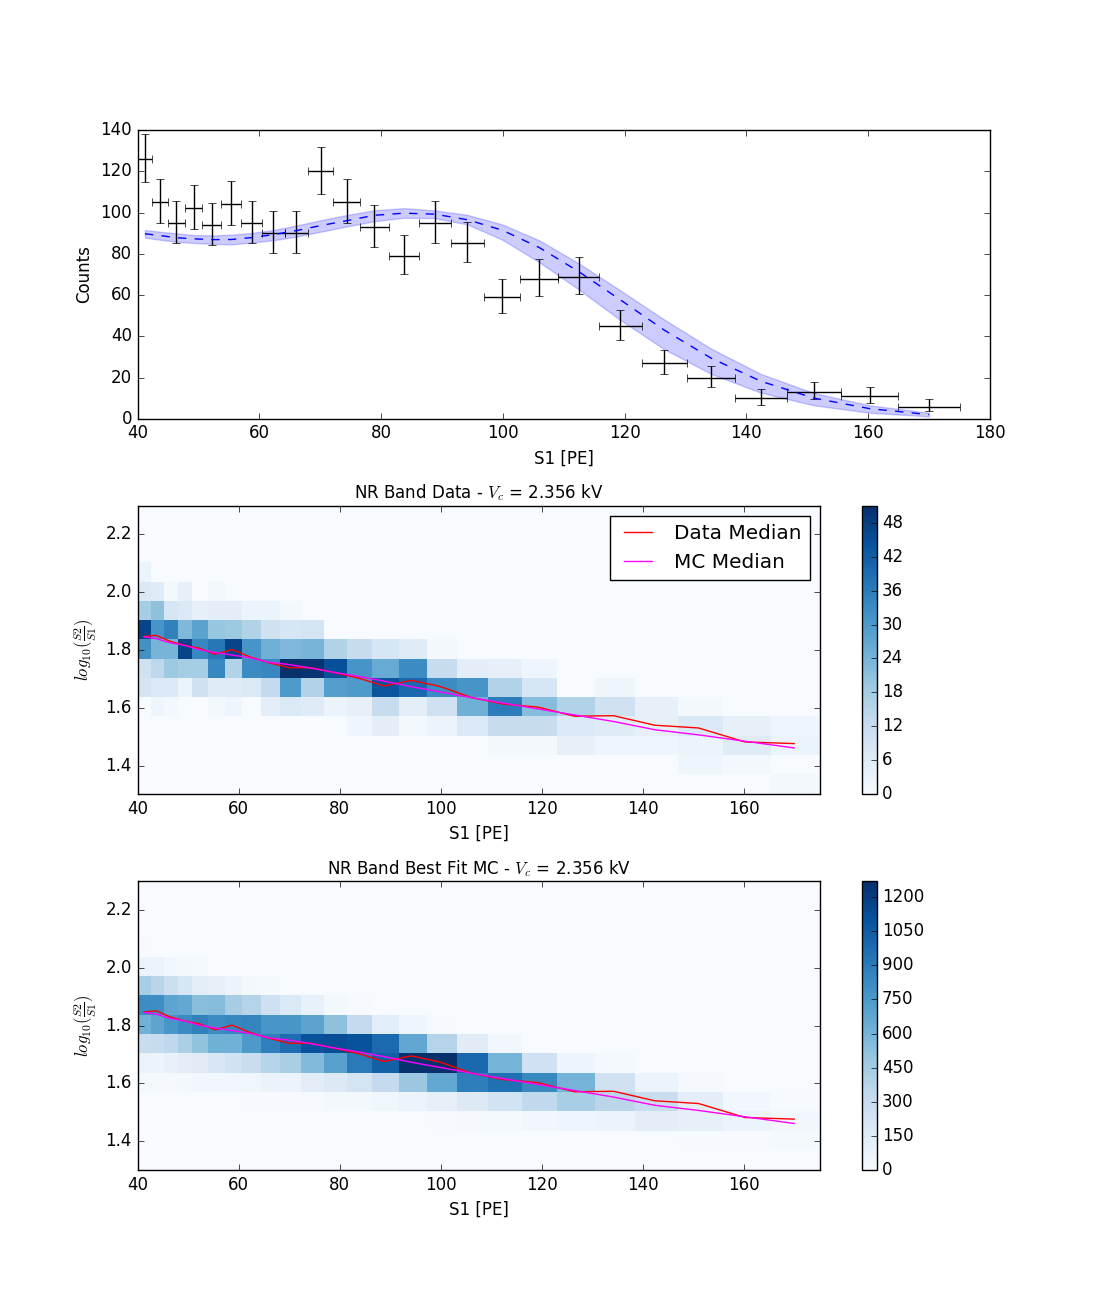 140
120
100
80
60
40
20
0
Counts
40 60 80 100 120 140 160 180
S1 [PE]
NR Band Data - V_c = 2.356 kV
2.2
2.0
1.8
1.6
1.4
log_10(S2/S1)
Data Median
MC Median
48
42
36
30
24
18
12
6
0
40 60 80 100 120 140 160
S1 [PE]
NR Band Best Fit MC - V_c = 2.356 kV
2.2
2.0
1.8
1.6
1.4
log_10(S2/S1)
1200
1050
900
750
600
450
300
150
0
40 60 80 100 120 140 160
S1 [PE]